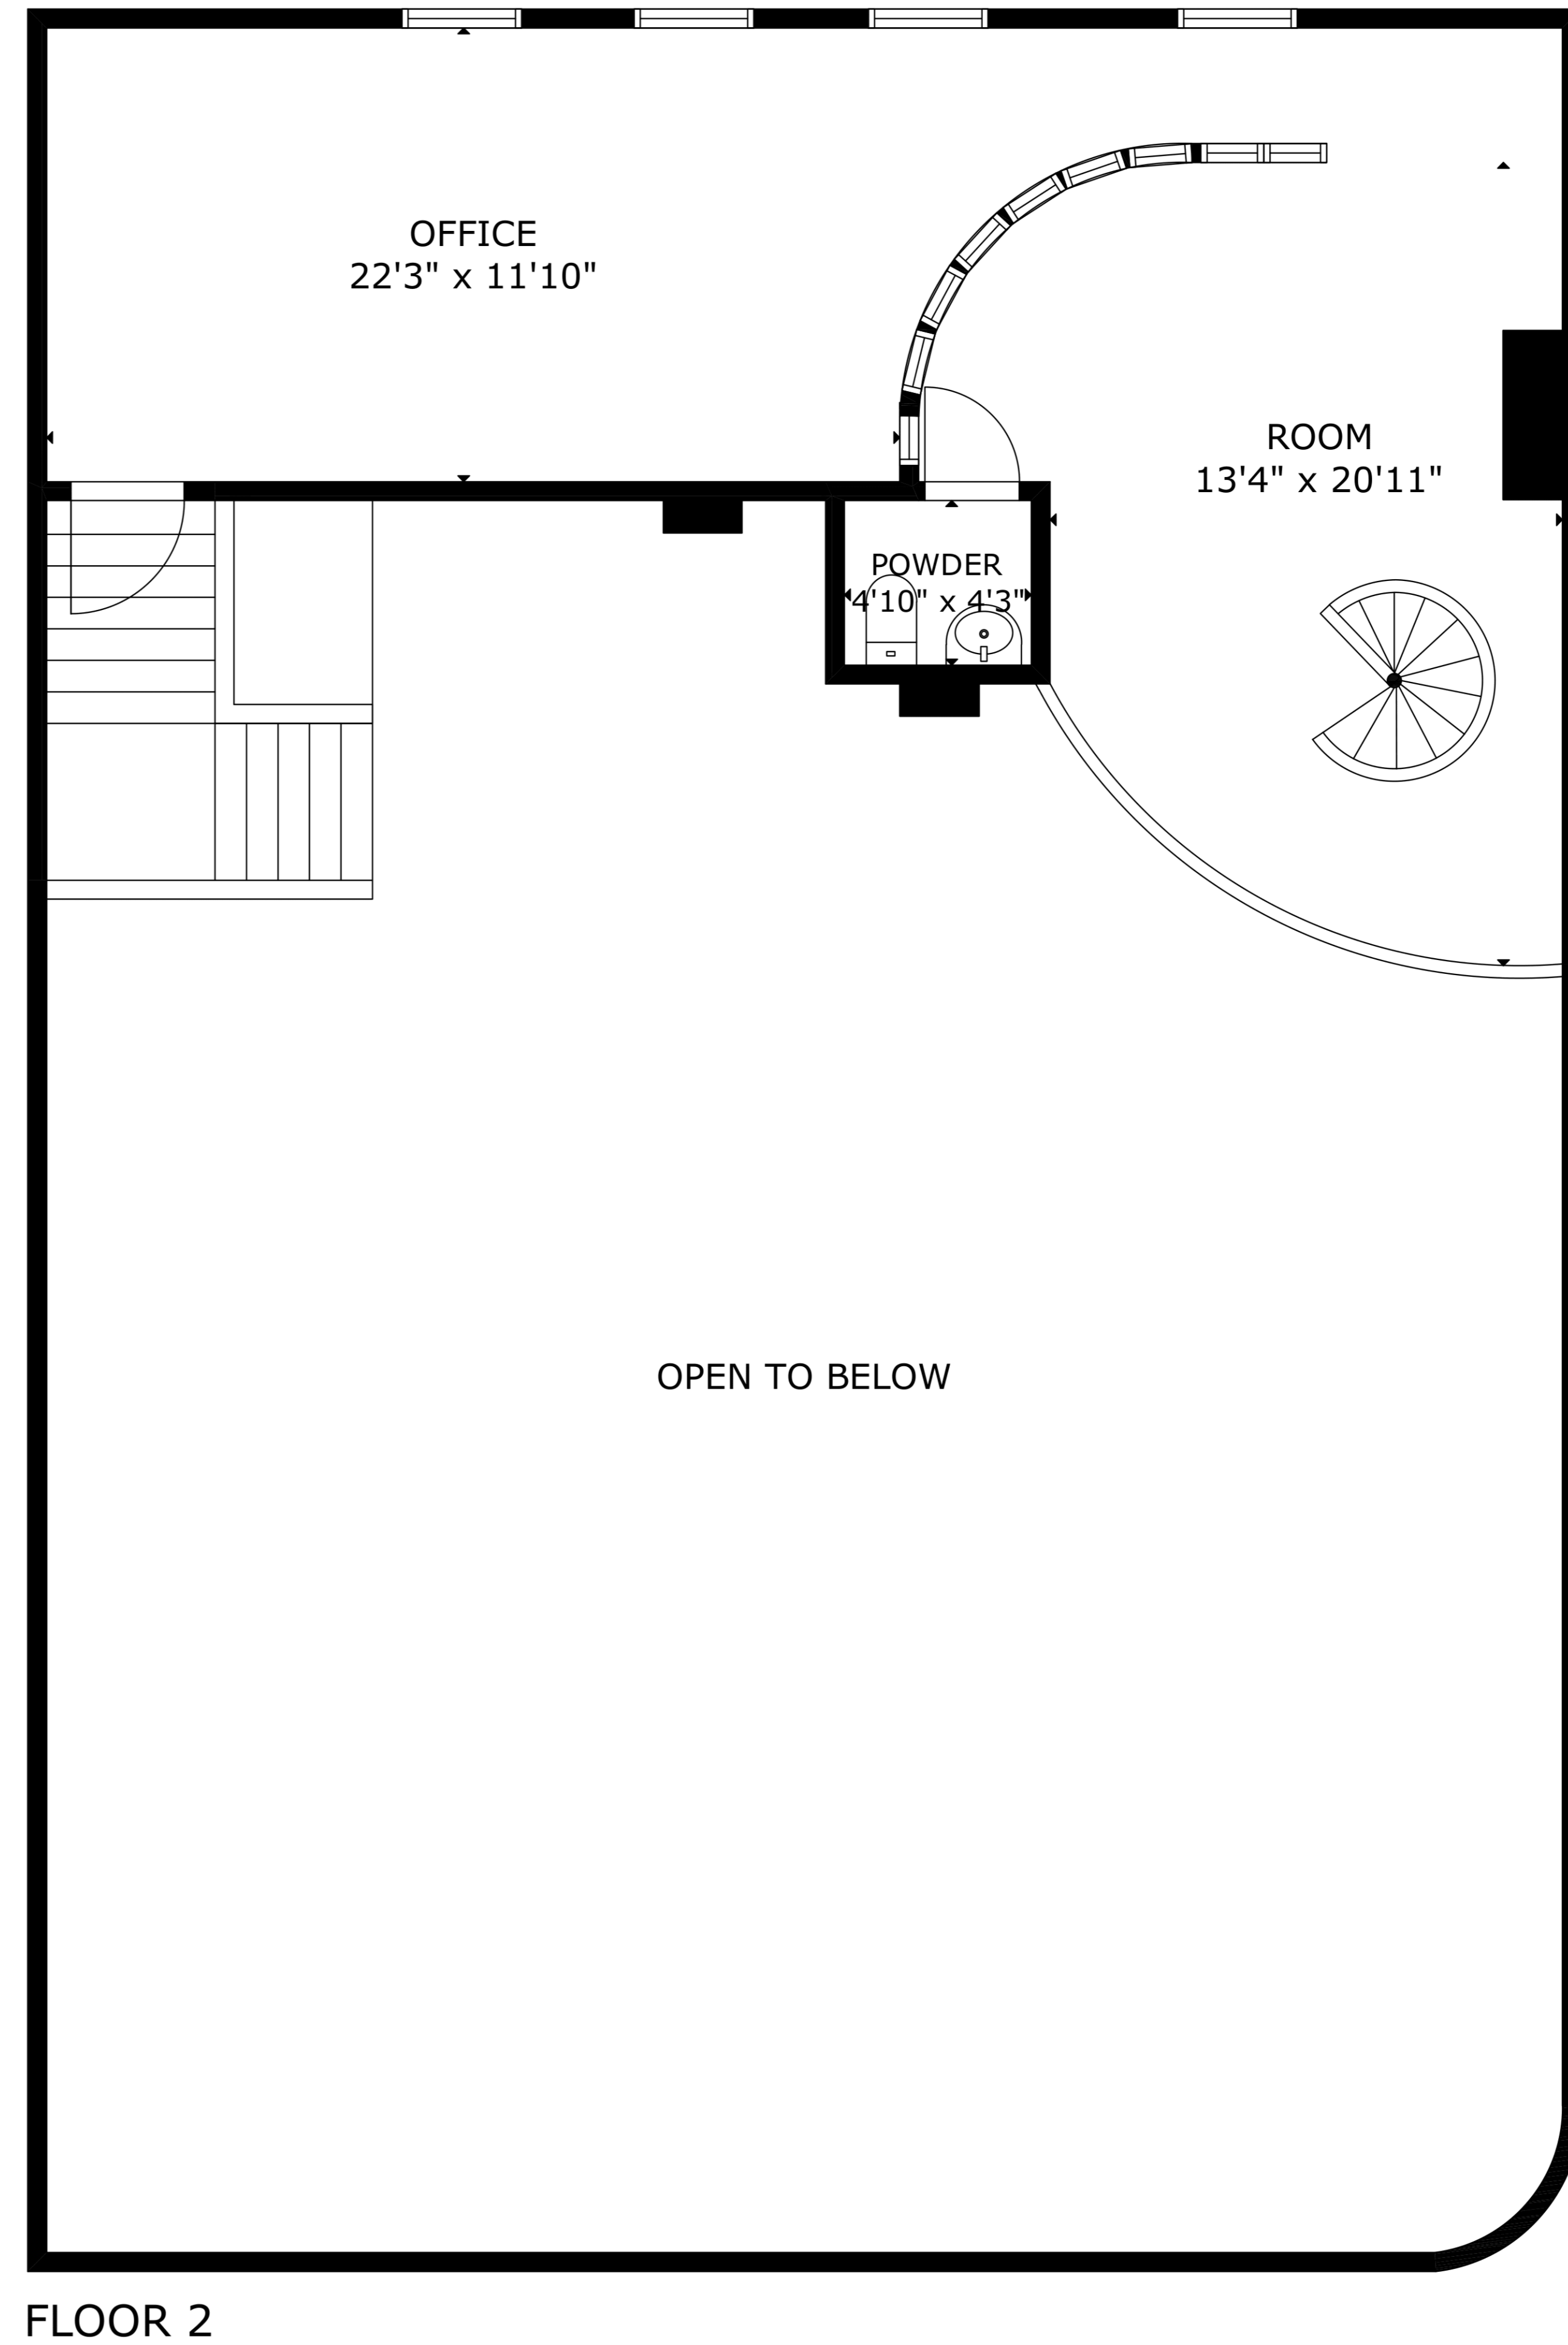 OFFICE
22'3" x 11'10"
ROOM
13'4" x 20'11"
POWDER
4'10" x 4'3"
OPEN TO BELOW
FLOOR 2